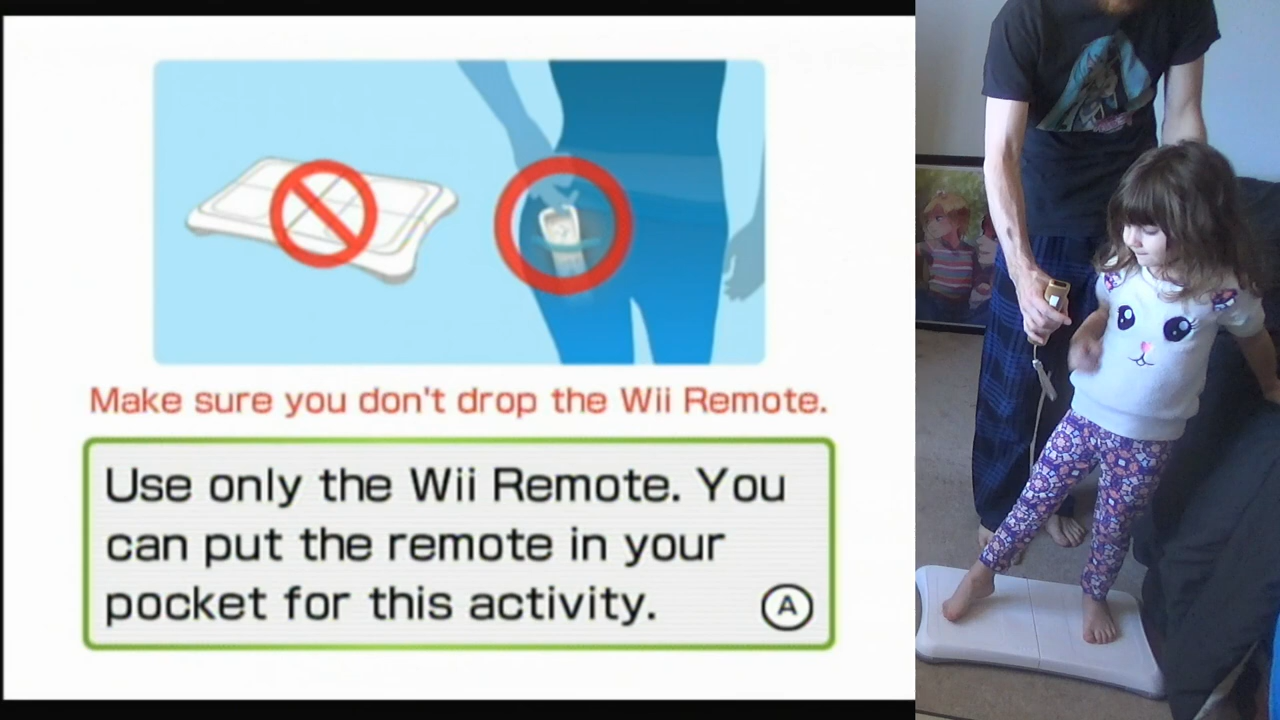 Make sure you don't drop the Wii Remote.
Use only the Wii Remote. You
can put the remote in your
pocket for this activity.
A